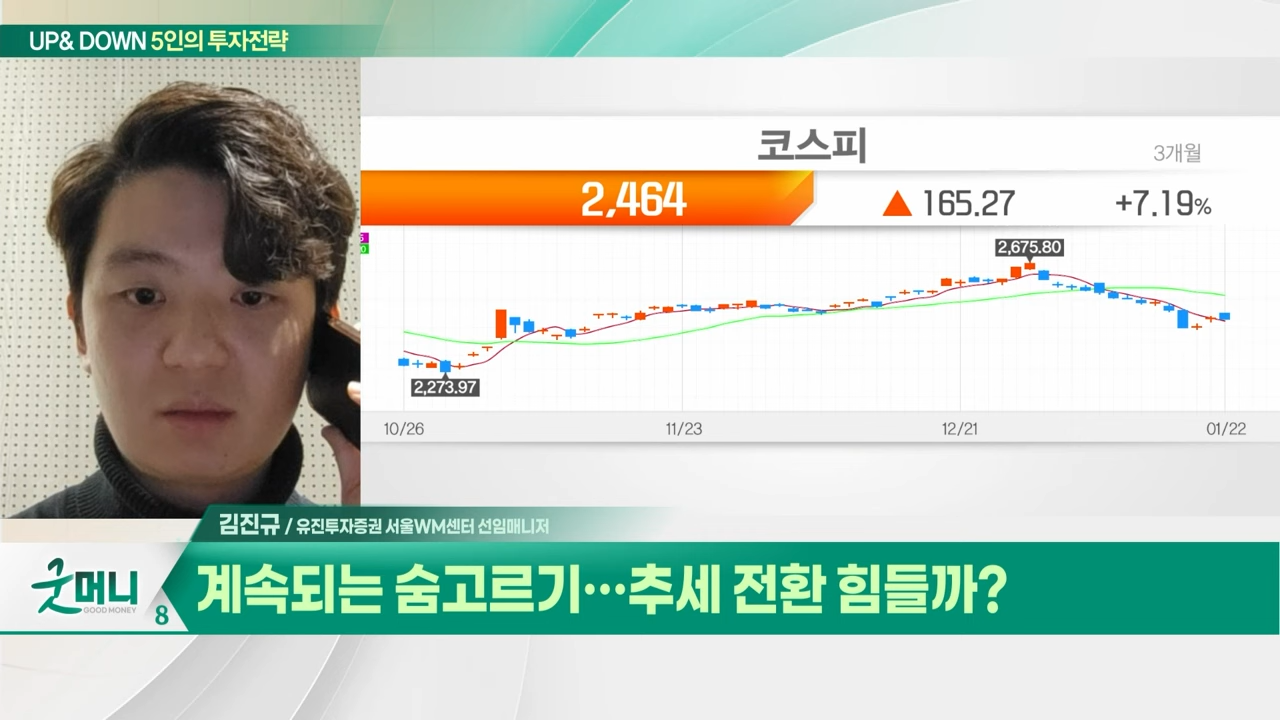 UP& DOWN 5인의 투자전략
코스피
3개월
2,464
▲ 165.27
+7.19%
2,675.80
2,273.97
10/26
11/23
12/21
01/22
김진규 / 유진투자증권 서울WM센터 선임매니저
굿머니
GOOD MONEY
8
계속되는 숨고르기…추세 전환 힘들까?